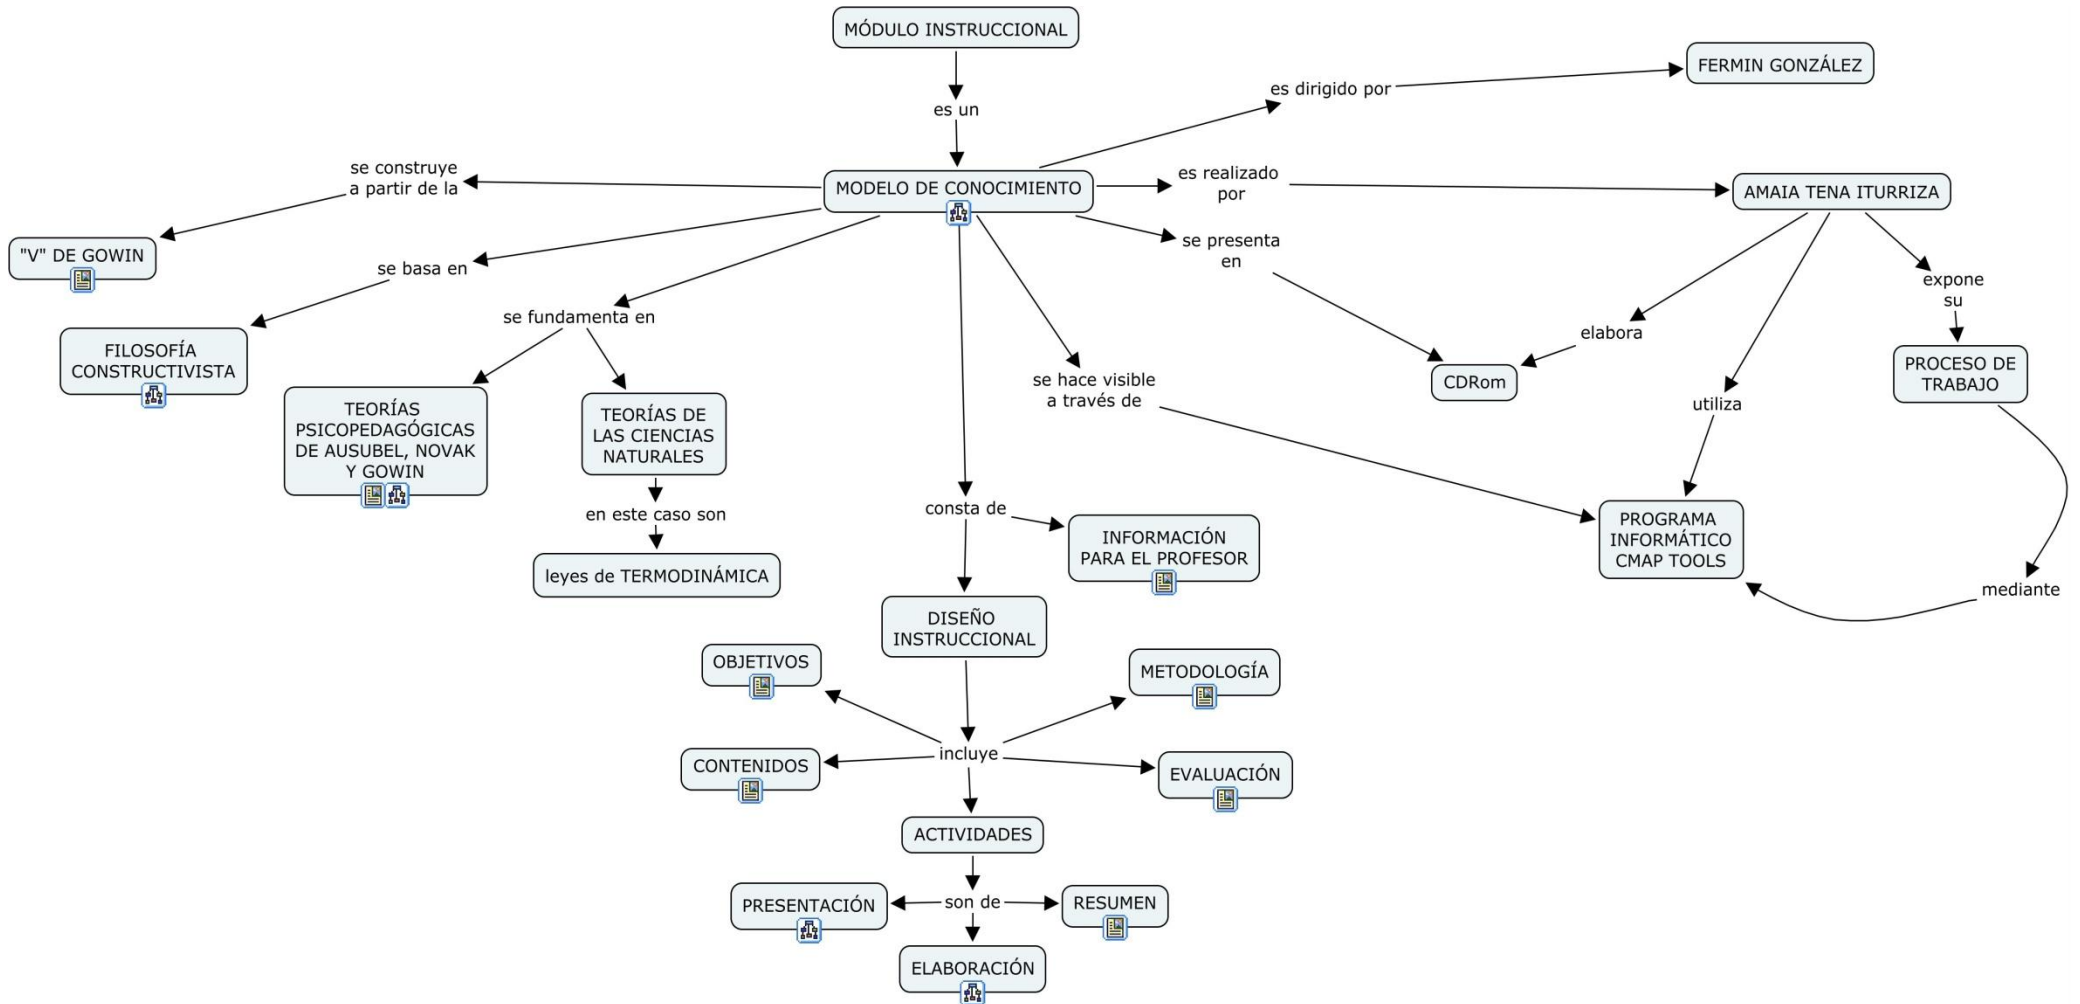 MÓDULO INSTRUCCIONAL
es un
MODELO DE CONOCIMIENTO
es dirigido por
FERMIN GONZÁLEZ
es realizado
por
AMAIA TENA ITURRIZA
se presenta
en
CDRom
elabora
utiliza
expone
su
PROCESO DE
TRABAJO
mediante
PROGRAMA
INFORMÁTICO
CMAP TOOLS
se hace visible
a través de
se construye
a partir de la
"V" DE GOWIN
se basa en
FILOSOFÍA
CONSTRUCTIVISTA
se fundamenta en
TEORÍAS
PSICOPEDAGÓGICAS
DE AUSUBEL, NOVAK
Y GOWIN
TEORÍAS DE
LAS CIENCIAS
NATURALES
en este caso son
leyes de TERMODINÁMICA
consta de
INFORMACIÓN
PARA EL PROFESOR
DISEÑO
INSTRUCCIONAL
incluye
OBJETIVOS
METODOLOGÍA
CONTENIDOS
EVALUACIÓN
ACTIVIDADES
son de
PRESENTACIÓN
RESUMEN
ELABORACIÓN